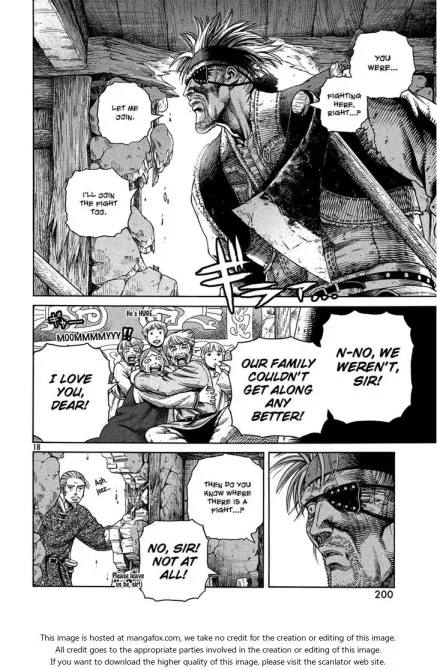 YOU
WERE...
FIGHTING
HERE,
RIGHT...?
LET ME
JOIN.
I'LL JOIN
THE FIGHT
TOO.
N-NO, WE
WEREN'T,
SIR!
OUR FAMILY
COULDN'T
GET ALONG
ANY
BETTER!
He's HUGE...
MOOMMMMYYY!!
I LOVE
YOU,
DEAR!
18
THEN DO YOU
KNOW WHERE
THERE IS A
FIGHT....?
Agh,
jeez...
NO, SIR!
NOT AT
ALL!
Please leave
us be, sir!
200
This image is hosted at mangafox.com, we take no credit for the creation or editing of this image.
All credit goes to the appropriate parties involved in the creation or editing of this image.
If you want to download the higher quality of this image, please visit the scanlator web site.